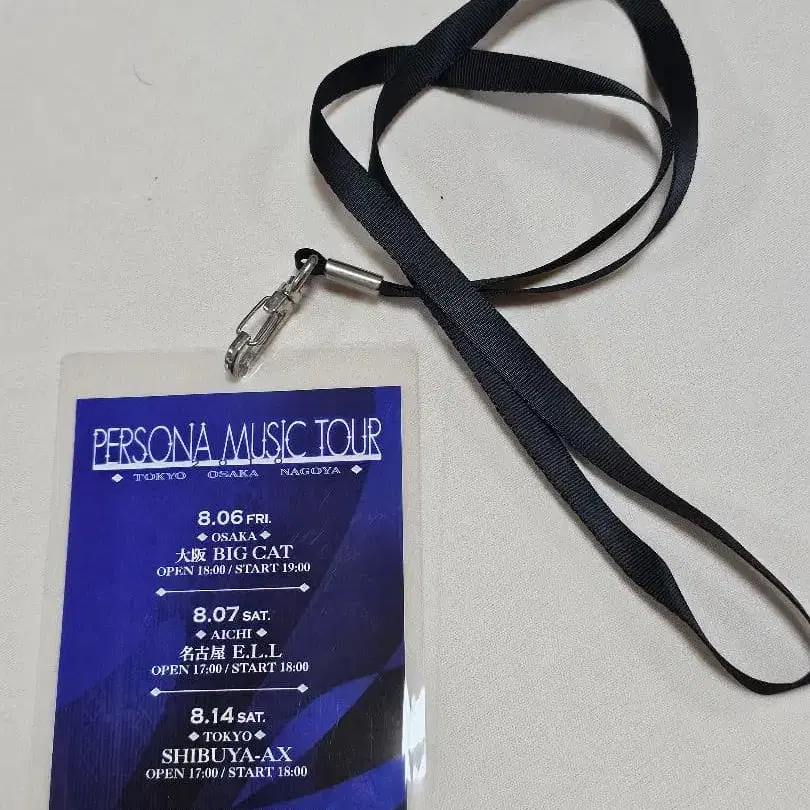 PERSONA MUSIC TOUR
◆ TOKYO OSAKA NAGOYA ◆
8.06 FRI.
◆ OSAKA ◆
大阪 BIG CAT
OPEN 18:00 / START 19:00
8.07 SAT.
◆ AICHI ◆
名古屋 E.L.L
OPEN 17:00 / START 18:00
8.14 SAT.
◆ TOKYO ◆
SHIBUYA-AX
OPEN 17:00 / START 18:00